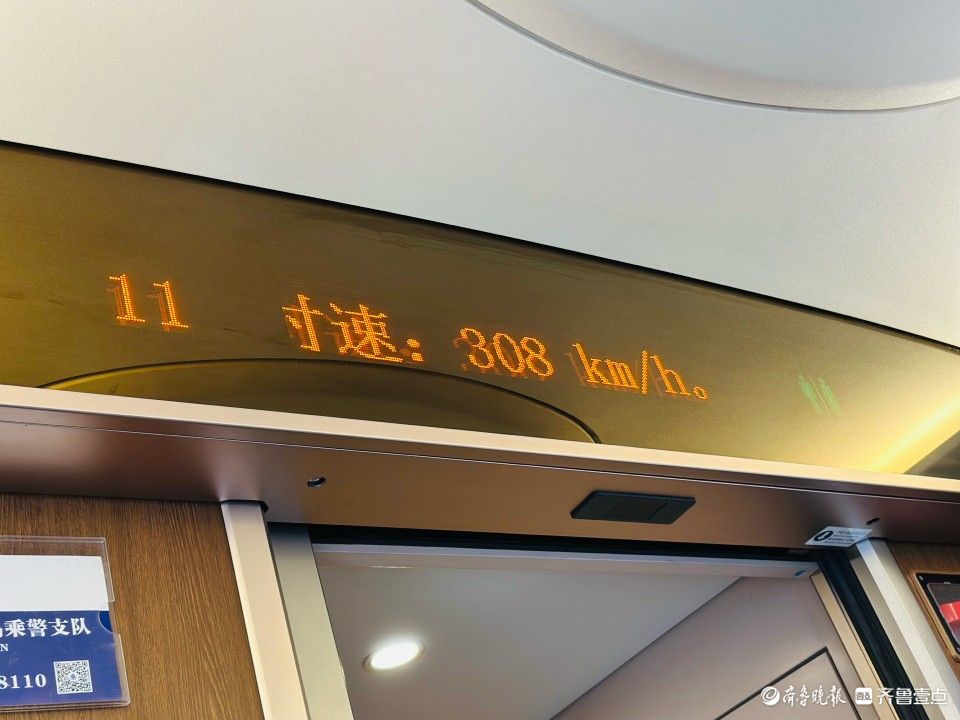 11 时速：308 km/h。
乘警支队
8110
齐鲁晚报 齐鲁壹点